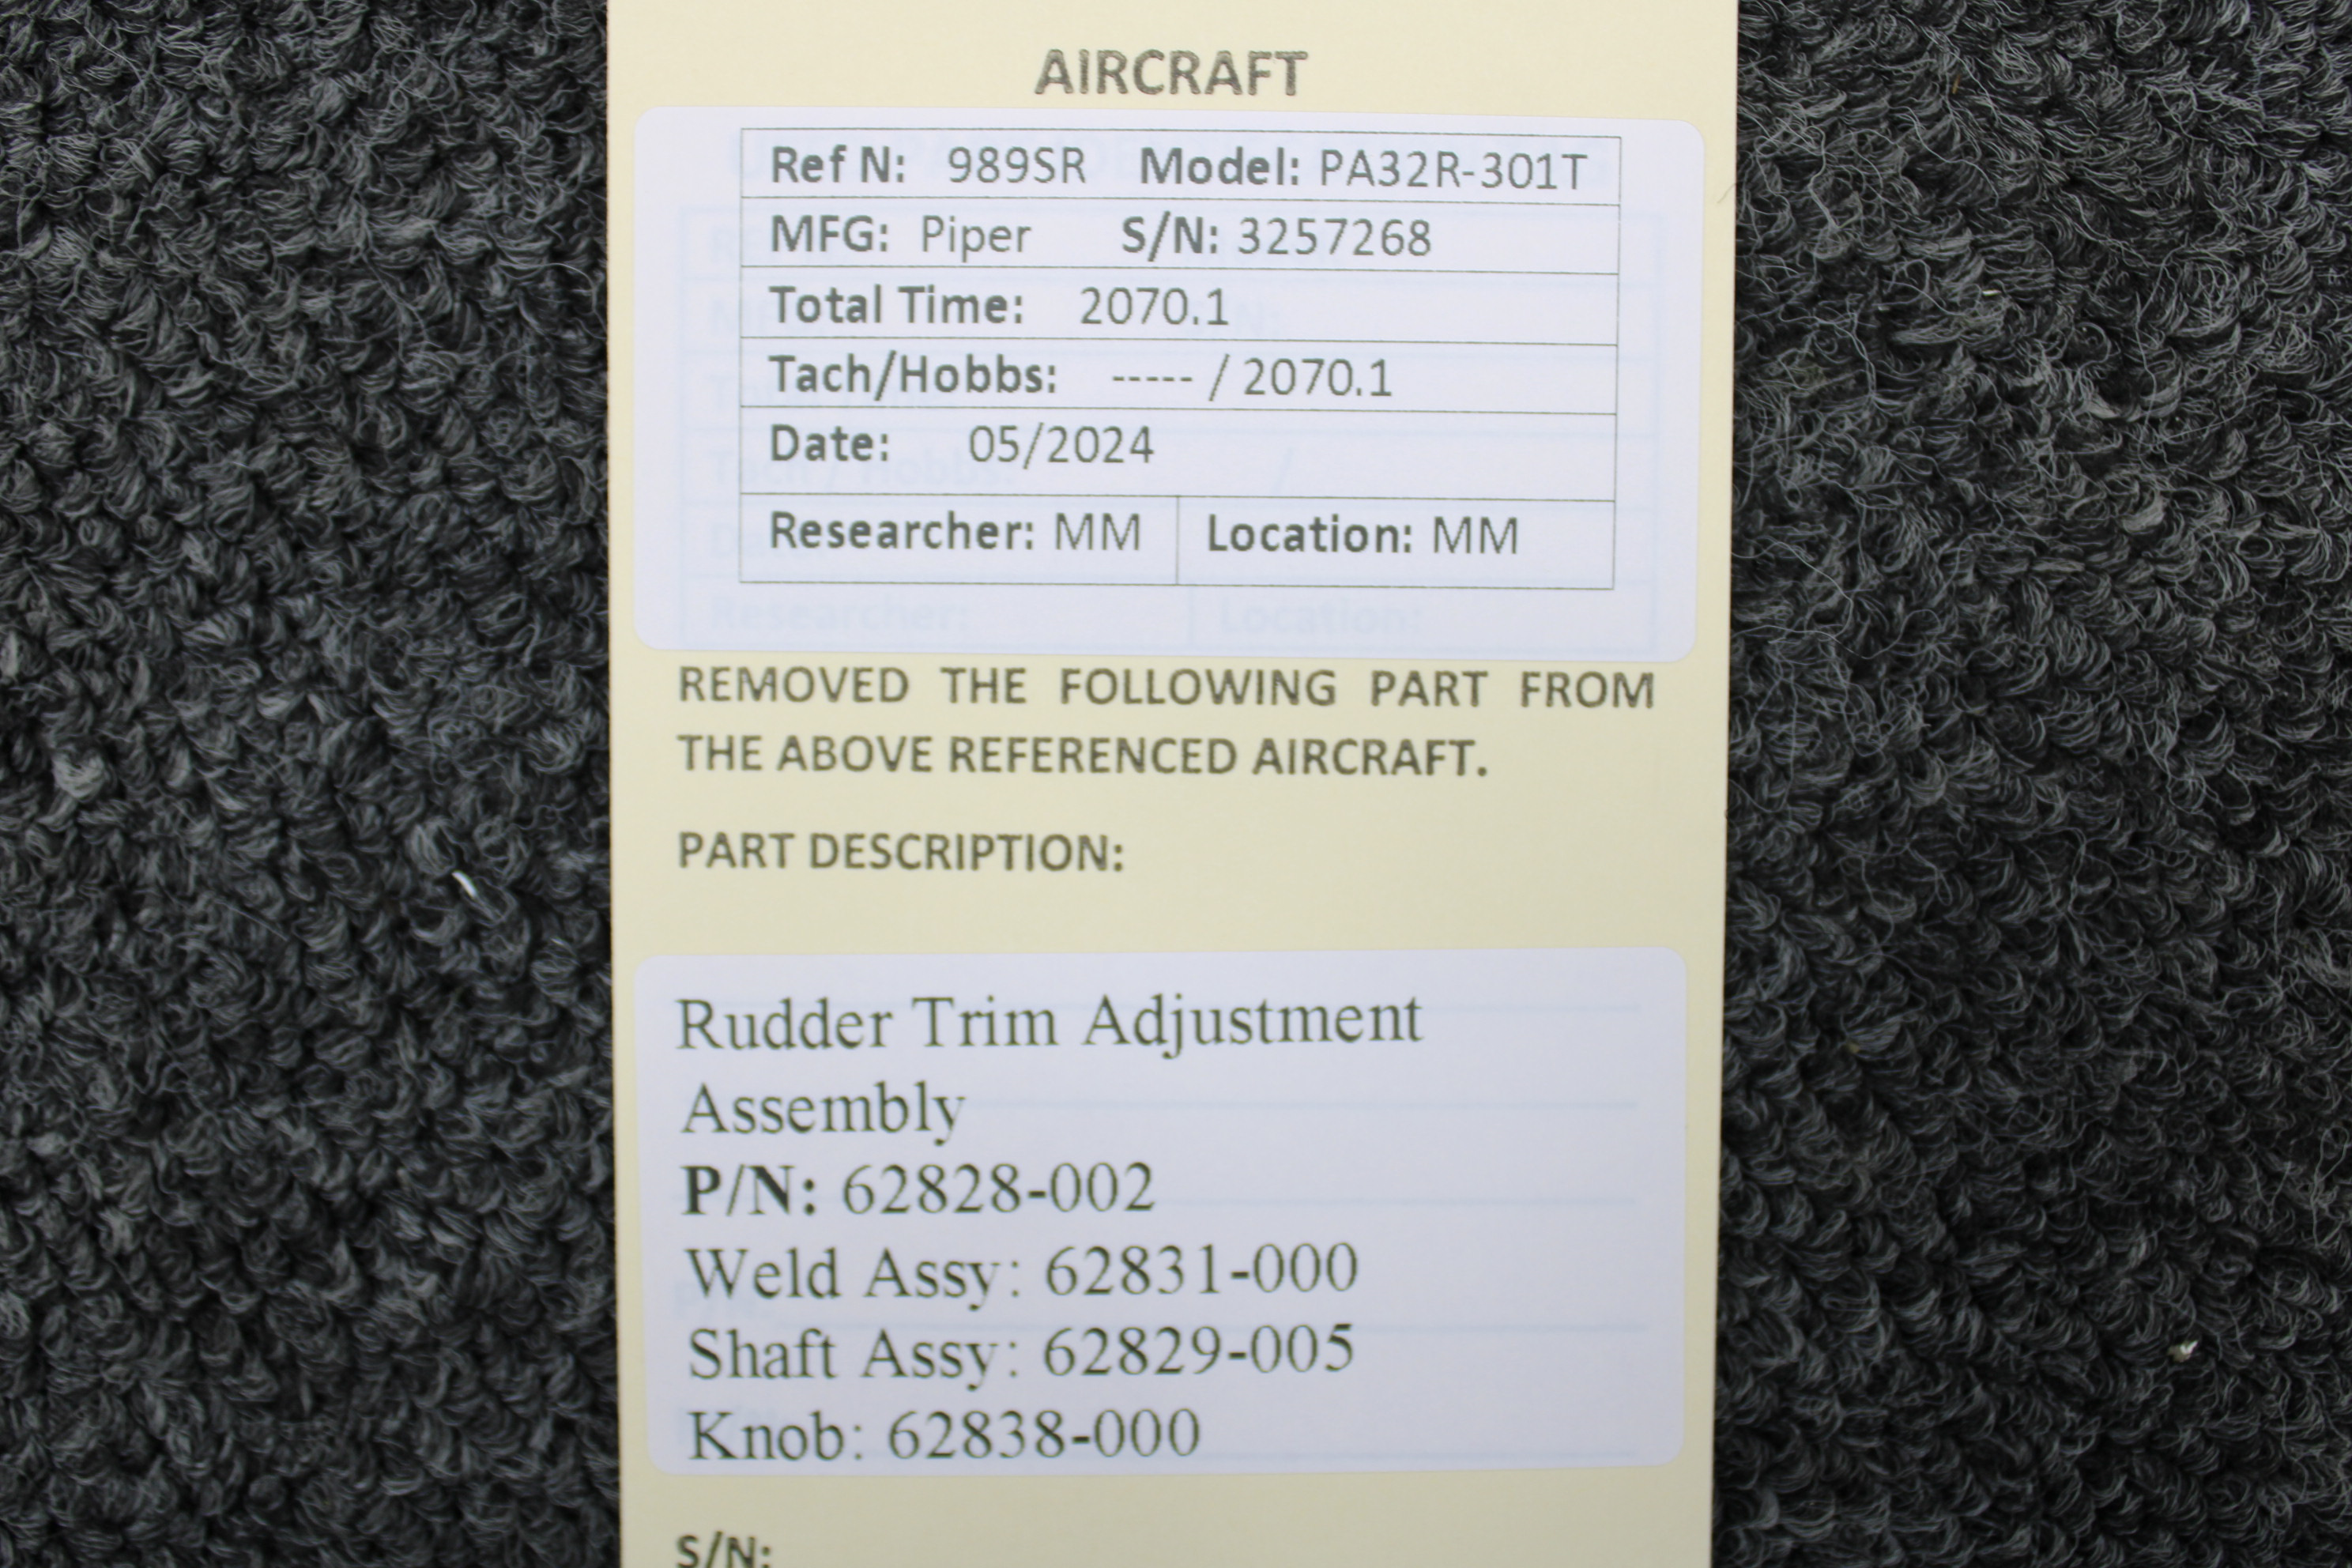 AIRCRAFT
Ref N: 989SR Model: PA32R-301T
MFG: Piper S/N: 3257268
Total Time: 2070.1
Tach/Hobbs: ----- / 2070.1
Date: 05/2024
Researcher: MM Location: MM
Researcher: Location:
REMOVED THE FOLLOWING PART FROM
THE ABOVE REFERENCED AIRCRAFT.
PART DESCRIPTION:
Rudder Trim Adjustment
Assembly
P/N: 62828-002
Weld Assy: 62831-000
Shaft Assy: 62829-005
Knob: 62838-000
S/N: